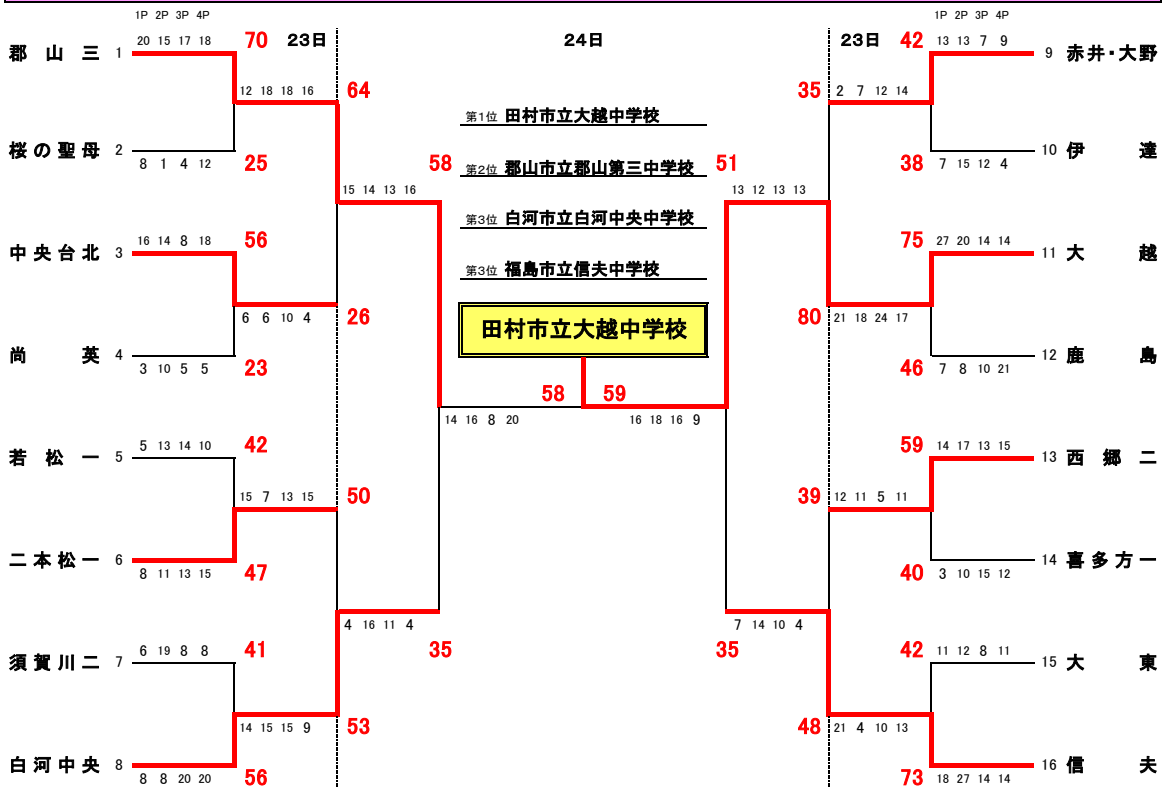 1P 2P 3P 4P
1P 2P 3P 4P
20 15 17 18
70
23日
24日
23日
42
13 13 7 9
郡山三 1
9 赤井・大野
12 18 18 16
64
35
2 7 12 14
第1位 田村市立大越中学校
桜の聖母 2
10 伊達
8 1 4 12
25
58
第2位 郡山市立郡山第三中学校
51
38
7 15 12 4
15 14 13 16
13 12 13 13
第3位 白河市立白河中央中学校
16 14 8 18
56
75
27 20 14 14
中央台北 3
11 大越
第3位 福島市立信夫中学校
6 6 10 4
26
80
21 18 24 17
田村市立大越中学校
尚英 4
12 鹿島
3 10 5 5
23
46
7 8 10 21
58
59
14 16 8 20
16 18 16 9
5 13 14 10
42
59
14 17 13 15
若松一 5
13 西郷二
15 7 13 15
50
39
12 11 5 11
二本松一 6
14 喜多方一
8 11 13 15
47
40
3 10 15 12
4 16 11 4
7 14 10 4
6 19 8 8
41
35
35
42
11 12 8 11
須賀川二 7
15 大東
14 15 15 9
53
48
21 4 10 13
白河中央 8
16 信夫
8 8 20 20
56
73
18 27 14 14